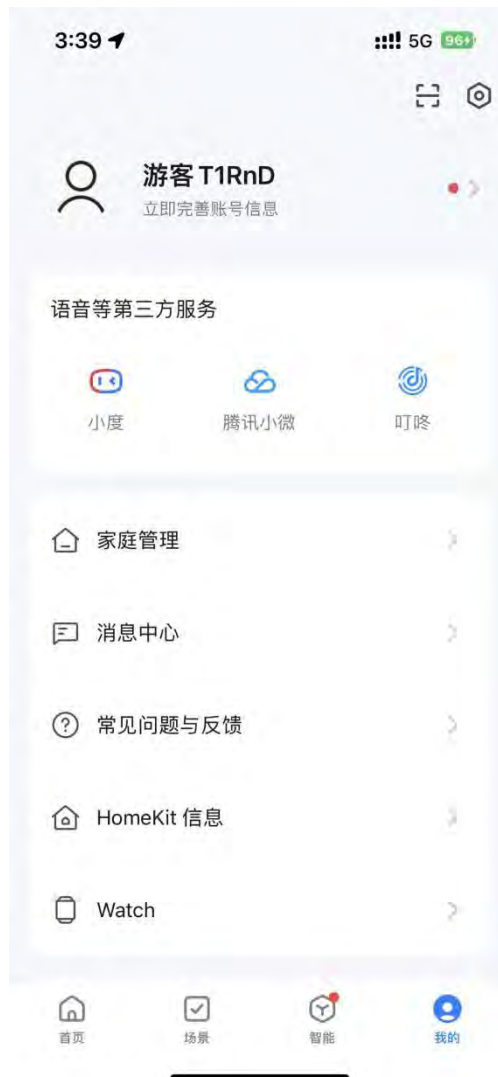 3:39
5G 96
游客 T1RnD
立即完善账号信息
语音等第三方服务
小度
腾讯小微
叮咚
家庭管理
消息中心
常见问题与反馈
HomeKit 信息
Watch
首页
场景
智能
我的